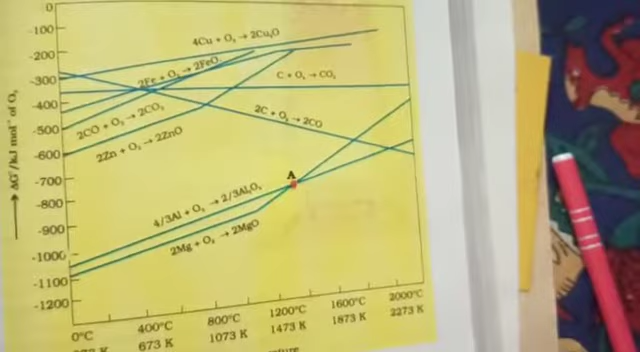 0
-100
-200
-300
-400
-500
-600
-700
-800
-900
-1000
-1100
-1200
ΔG°/kJ mol⁻¹ of O₂
4Cu + O₂ → 2Cu₂O
2Fe + O₂ → 2FeO
C + O₂ → CO₂
2CO + O₂ → 2CO₂
2C + O₂ → 2CO
2Zn + O₂ → 2ZnO
A
4/3Al + O₂ → 2/3Al₂O₃
2Mg + O₂ → 2MgO
0°C 400°C 800°C 1200°C 1600°C 2000°C
273 K 673 K 1073 K 1473 K 1873 K 2273 K